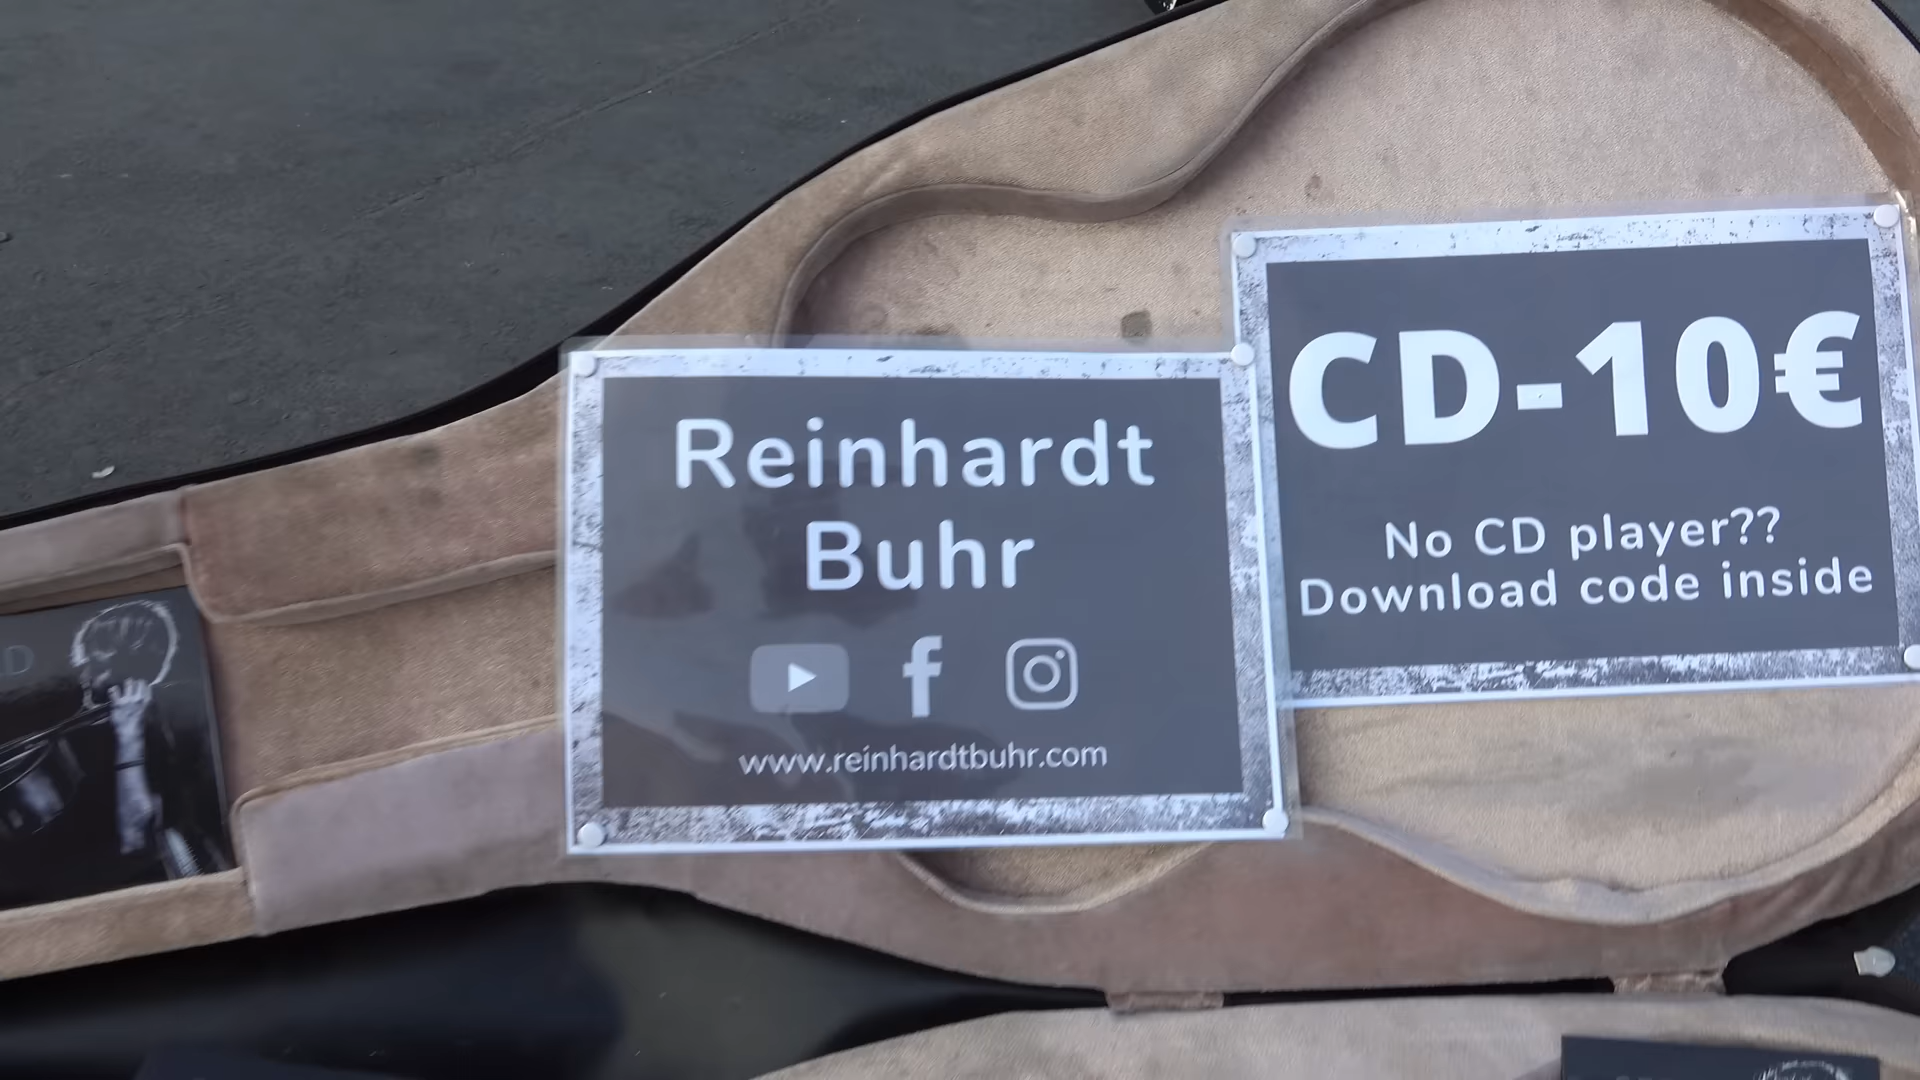 Reinhardt
Buhr
www.reinhardtbuhr.com
CD-10€
No CD player??
Download code inside
D